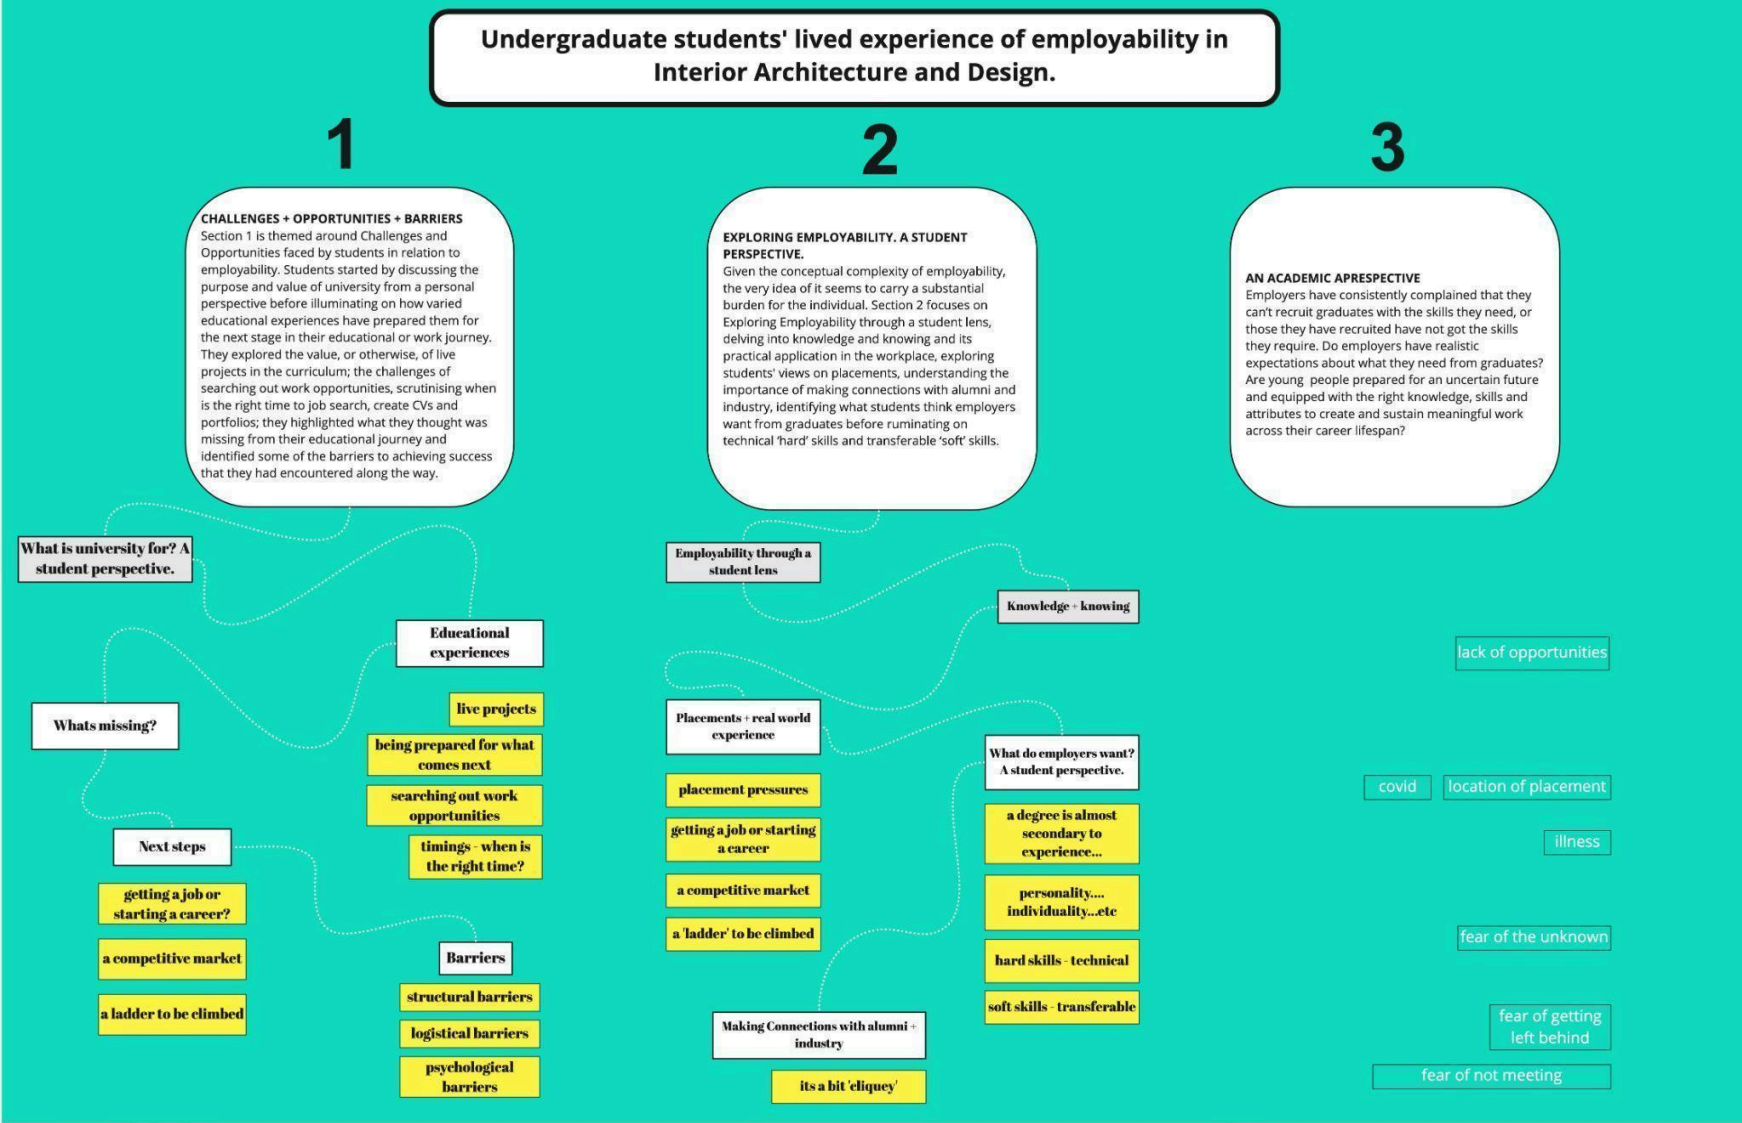 Undergraduate students' lived experience of employability in
Interior Architecture and Design.
1
2
3
CHALLENGES + OPPORTUNITIES + BARRIERS
Section 1 is themed around Challenges and
Opportunities faced by students in relation to
employability. Students started by discussing the
purpose and value of university from a personal
perspective before illuminating on how varied
educational experiences have prepared them for
the next stage in their educational or work journey.
They explored the value, or otherwise, of live
projects in the curriculum; the challenges of
searching out work opportunities, scrutinising when
is the right time to job search, create CVs and
portfolios; they highlighted what they thought was
missing from their educational journey and
identified some of the barriers to achieving success
that they had encountered along the way.
EXPLORING EMPLOYABILITY. A STUDENT
PERSPECTIVE.
Given the conceptual complexity of employability,
the very idea of it seems to carry a substantial
burden for the individual. Section 2 focuses on
Exploring Employability through a student lens,
delving into knowledge and knowing and its
practical application in the workplace, exploring
students' views on placements, understanding the
importance of making connections with alumni and
industry, identifying what students think employers
want from graduates before ruminating on
technical 'hard' skills and transferable 'soft' skills.
AN ACADEMIC APRESPECTIVE
Employers have consistently complained that they
can't recruit graduates with the skills they need, or
those they have recruited have not got the skills
they require. Do employers have realistic
expectations about what they need from graduates?
Are young people prepared for an uncertain future
and equipped with the right knowledge, skills and
attributes to create and sustain meaningful work
across their career lifespan?
What is university for? A
student perspective.
Educational
experiences
live projects
being prepared for what
comes next
searching out work
opportunities
timings - when is
the right time?
Whats missing?
Next steps
getting a job or
starting a career?
a competitive market
a ladder to be climbed
Barriers
structural barriers
logistical barriers
psychological
barriers
Employability through a
student lens
Knowledge + knowing
Placements + real world
experience
placement pressures
getting a job or starting
a career
a competitive market
a 'ladder' to be climbed
What do employers want?
A student perspective.
a degree is almost
secondary to
experience...
personality....
individuality...etc
hard skills - technical
soft skills - transferable
Making Connections with alumni +
industry
its a bit 'cliquey'
lack of opportunities
covid
location of placement
illness
fear of the unknown
fear of getting
left behind
fear of not meeting